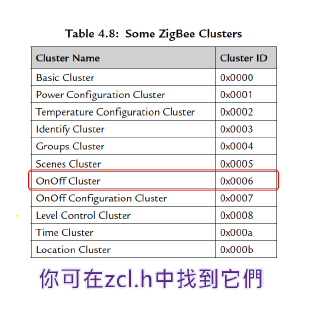 Table 4.8: Some ZigBee Clusters
Cluster Name Cluster ID
Basic Cluster 0x0000
Power Configuration Cluster 0x0001
Temperature Configuration Cluster 0x0002
Identify Cluster 0x0003
Groups Cluster 0x0004
Scenes Cluster 0x0005
OnOff Cluster 0x0006
OnOff Configuration Cluster 0x0007
Level Control Cluster 0x0008
Time Cluster 0x000a
Location Cluster 0x000b
你可在zcl.h中找到它們